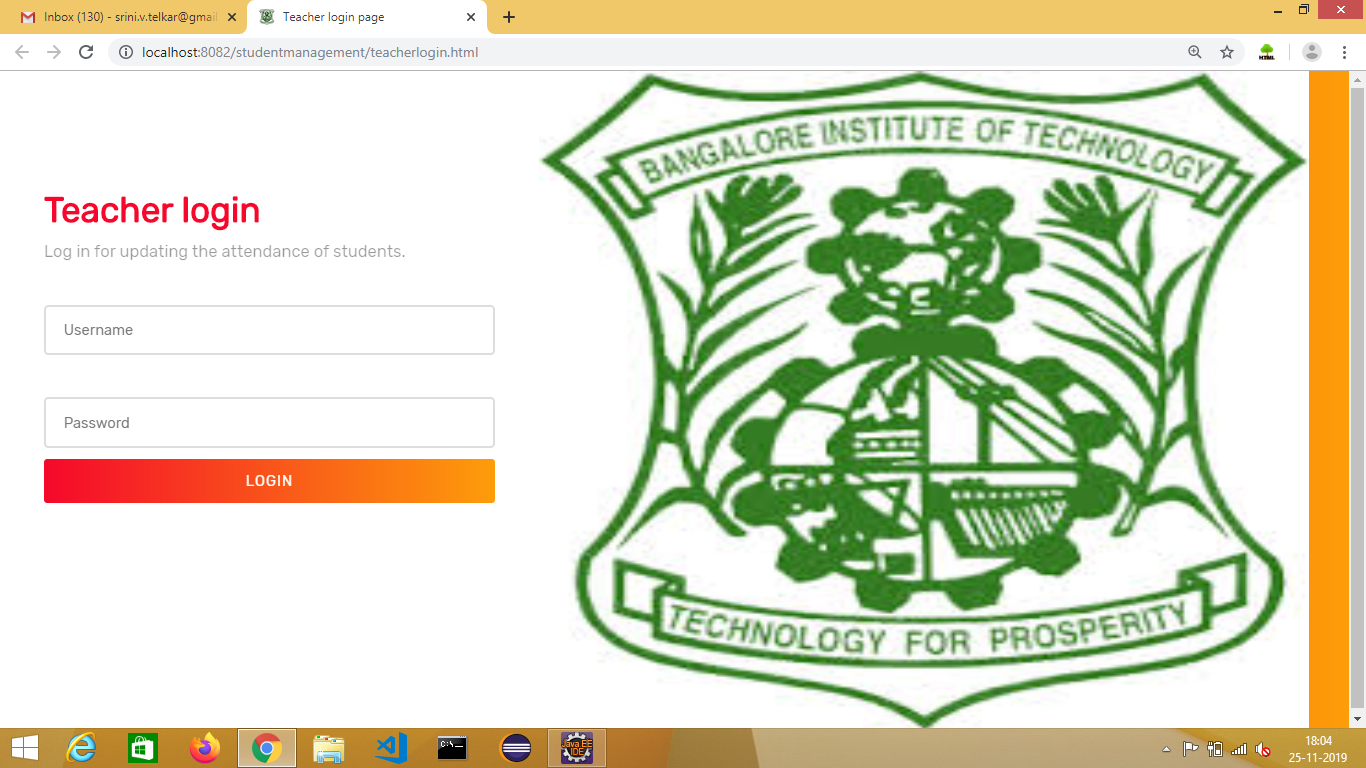 Inbox (130) - srini.v.telkar@gmai
Teacher login page
localhost:8082/studentmanagement/teacherlogin.html
HTML
BANGALORE INSTITUTE OF TECHNOLOGY
Teacher login
Log in for updating the attendance of students.
Username
Password
LOGIN
TECHNOLOGY FOR PROSPERITY
C:\
Java EE
IDE
18:04
25-11-2019